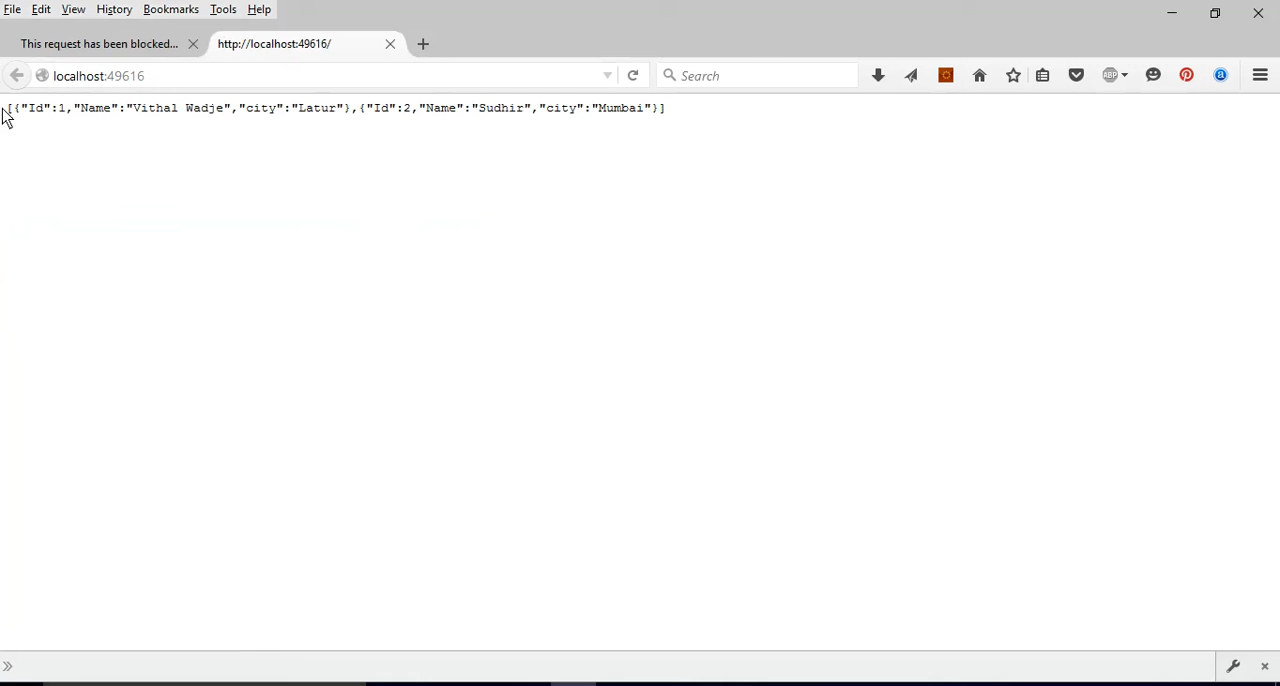 File Edit View History Bookmarks Tools Help
This request has been blocked... http://localhost:49616/
localhost:49616 Search ABP a
[{"Id":1,"Name":"Vithal Wadje","city":"Latur"},{"Id":2,"Name":"Sudhir","city":"Mumbai"}]